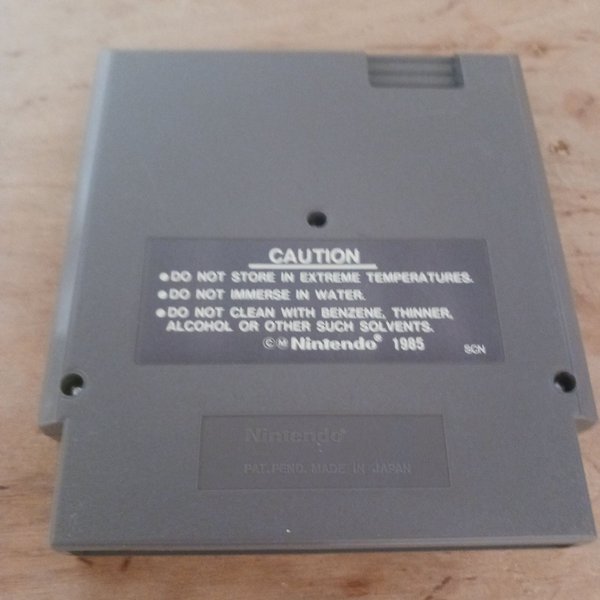 CAUTION
●DO NOT STORE IN EXTREME TEMPERATURES.
●DO NOT IMMERSE IN WATER.
●DO NOT CLEAN WITH BENZENE, THINNER,
ALCOHOL OR OTHER SUCH SOLVENTS.
©Ⓜ Nintendo® 1985 SCN
Nintendo®
PAT. PEND. MADE IN JAPAN